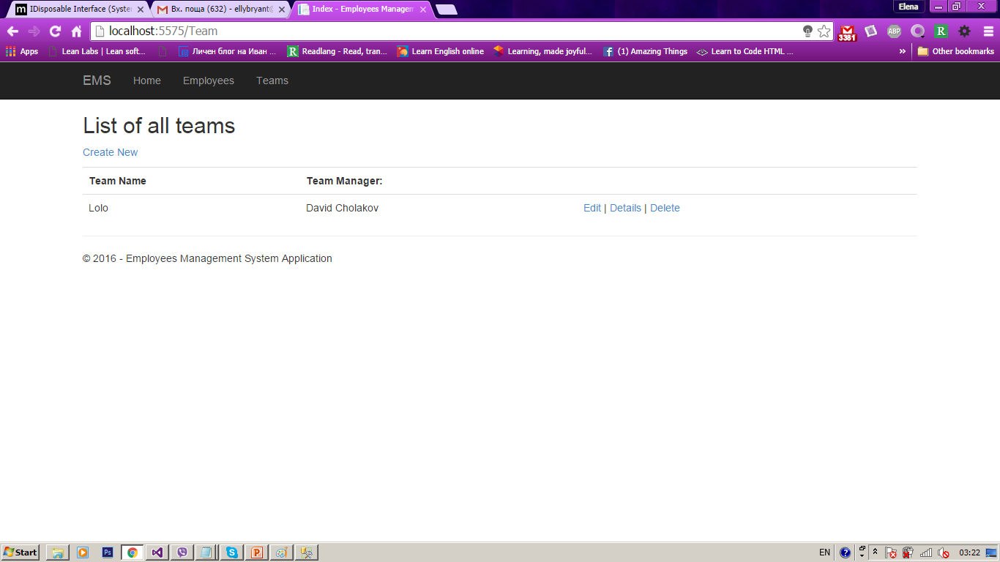 m IDisposable Interface (Syste
Вх. поща (632) - ellybryant@
Index - Employees Managem
Elena
localhost:5575/Team
3381
ABP
R
Apps
Lean Labs | Lean soft...
Личен блог на Иван ...
R Readlang - Read, tran...
Learn English online
Learning, made joyful...
f (1) Amazing Things
Learn to Code HTML ...
»
Other bookmarks
EMS Home Employees Teams
List of all teams
Create New
Team Name Team Manager:
Lolo David Cholakov Edit | Details | Delete
© 2016 - Employees Management System Application
Start
Ps
EN
03:22